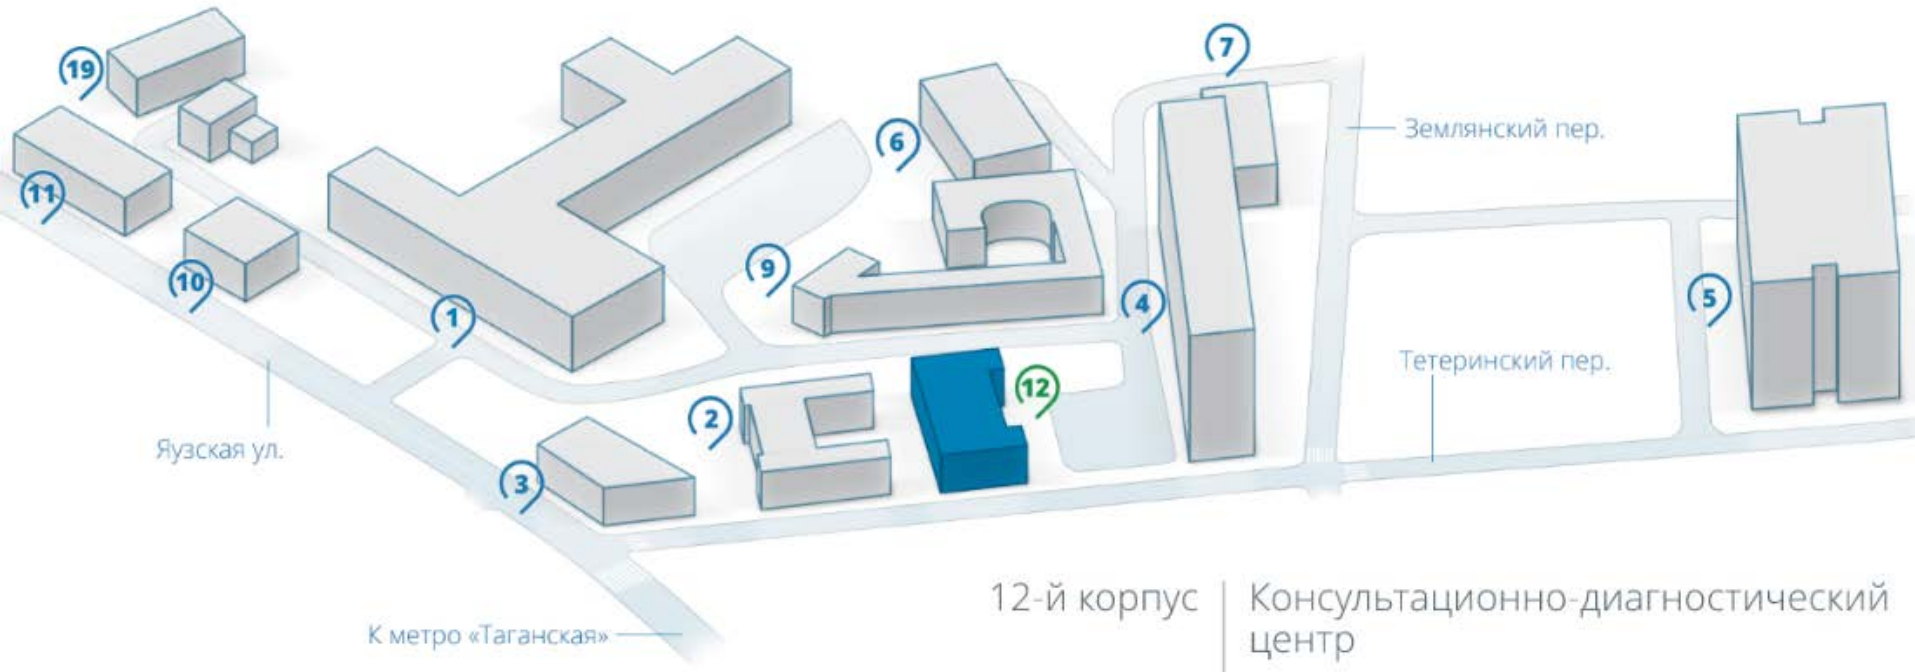 19
7
6
Землянский пер.
11
9
10
4
5
1
Тетеринский пер.
12
2
Яузская ул.
3
12-й корпус
Консультационно-диагностический
центр
К метро «Таганская»